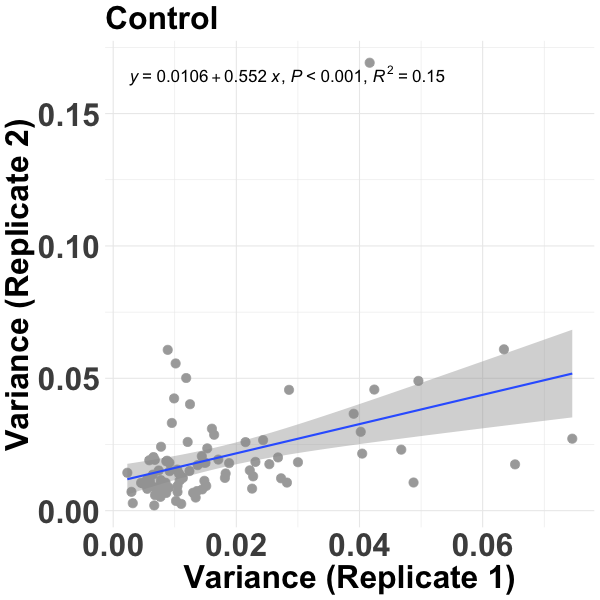 Control
y = 0.0106 + 0.552 x, P < 0.001, R² = 0.15
Variance (Replicate 2)
0.15
0.10
0.05
0.00
0.00 0.02 0.04 0.06
Variance (Replicate 1)